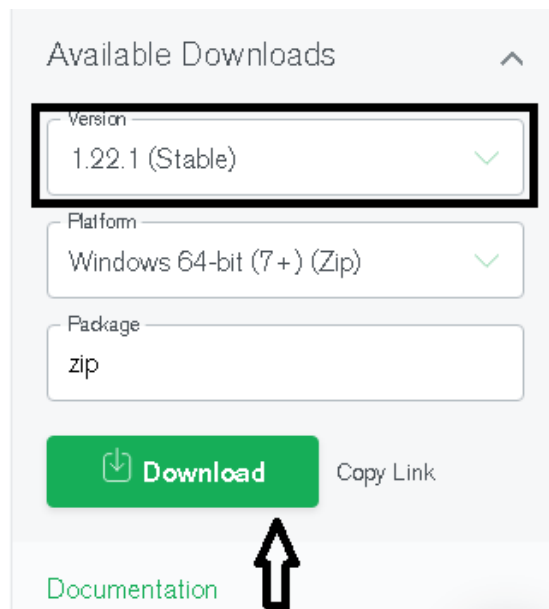 Available Downloads
Version
1.22.1 (Stable)
Platform
Windows 64-bit (7+) (Zip)
Package
zip
Download
Copy Link
Documentation